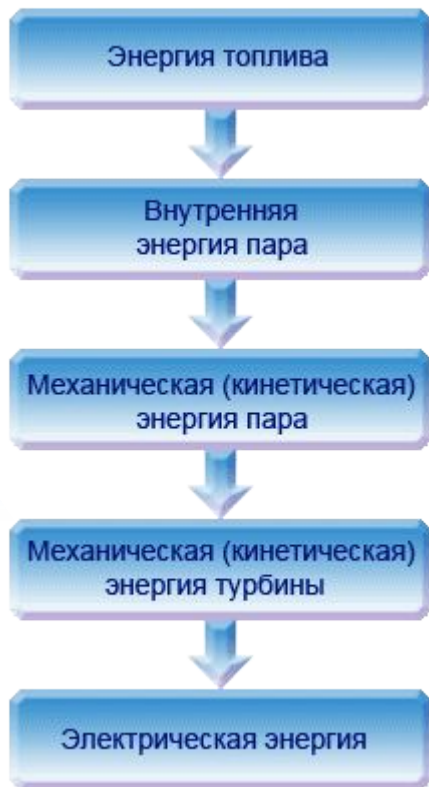 Энергия топлива
Внутренняя
энергия пара
Механическая (кинетическая)
энергия пара
Механическая (кинетическая)
энергия турбины
Электрическая энергия